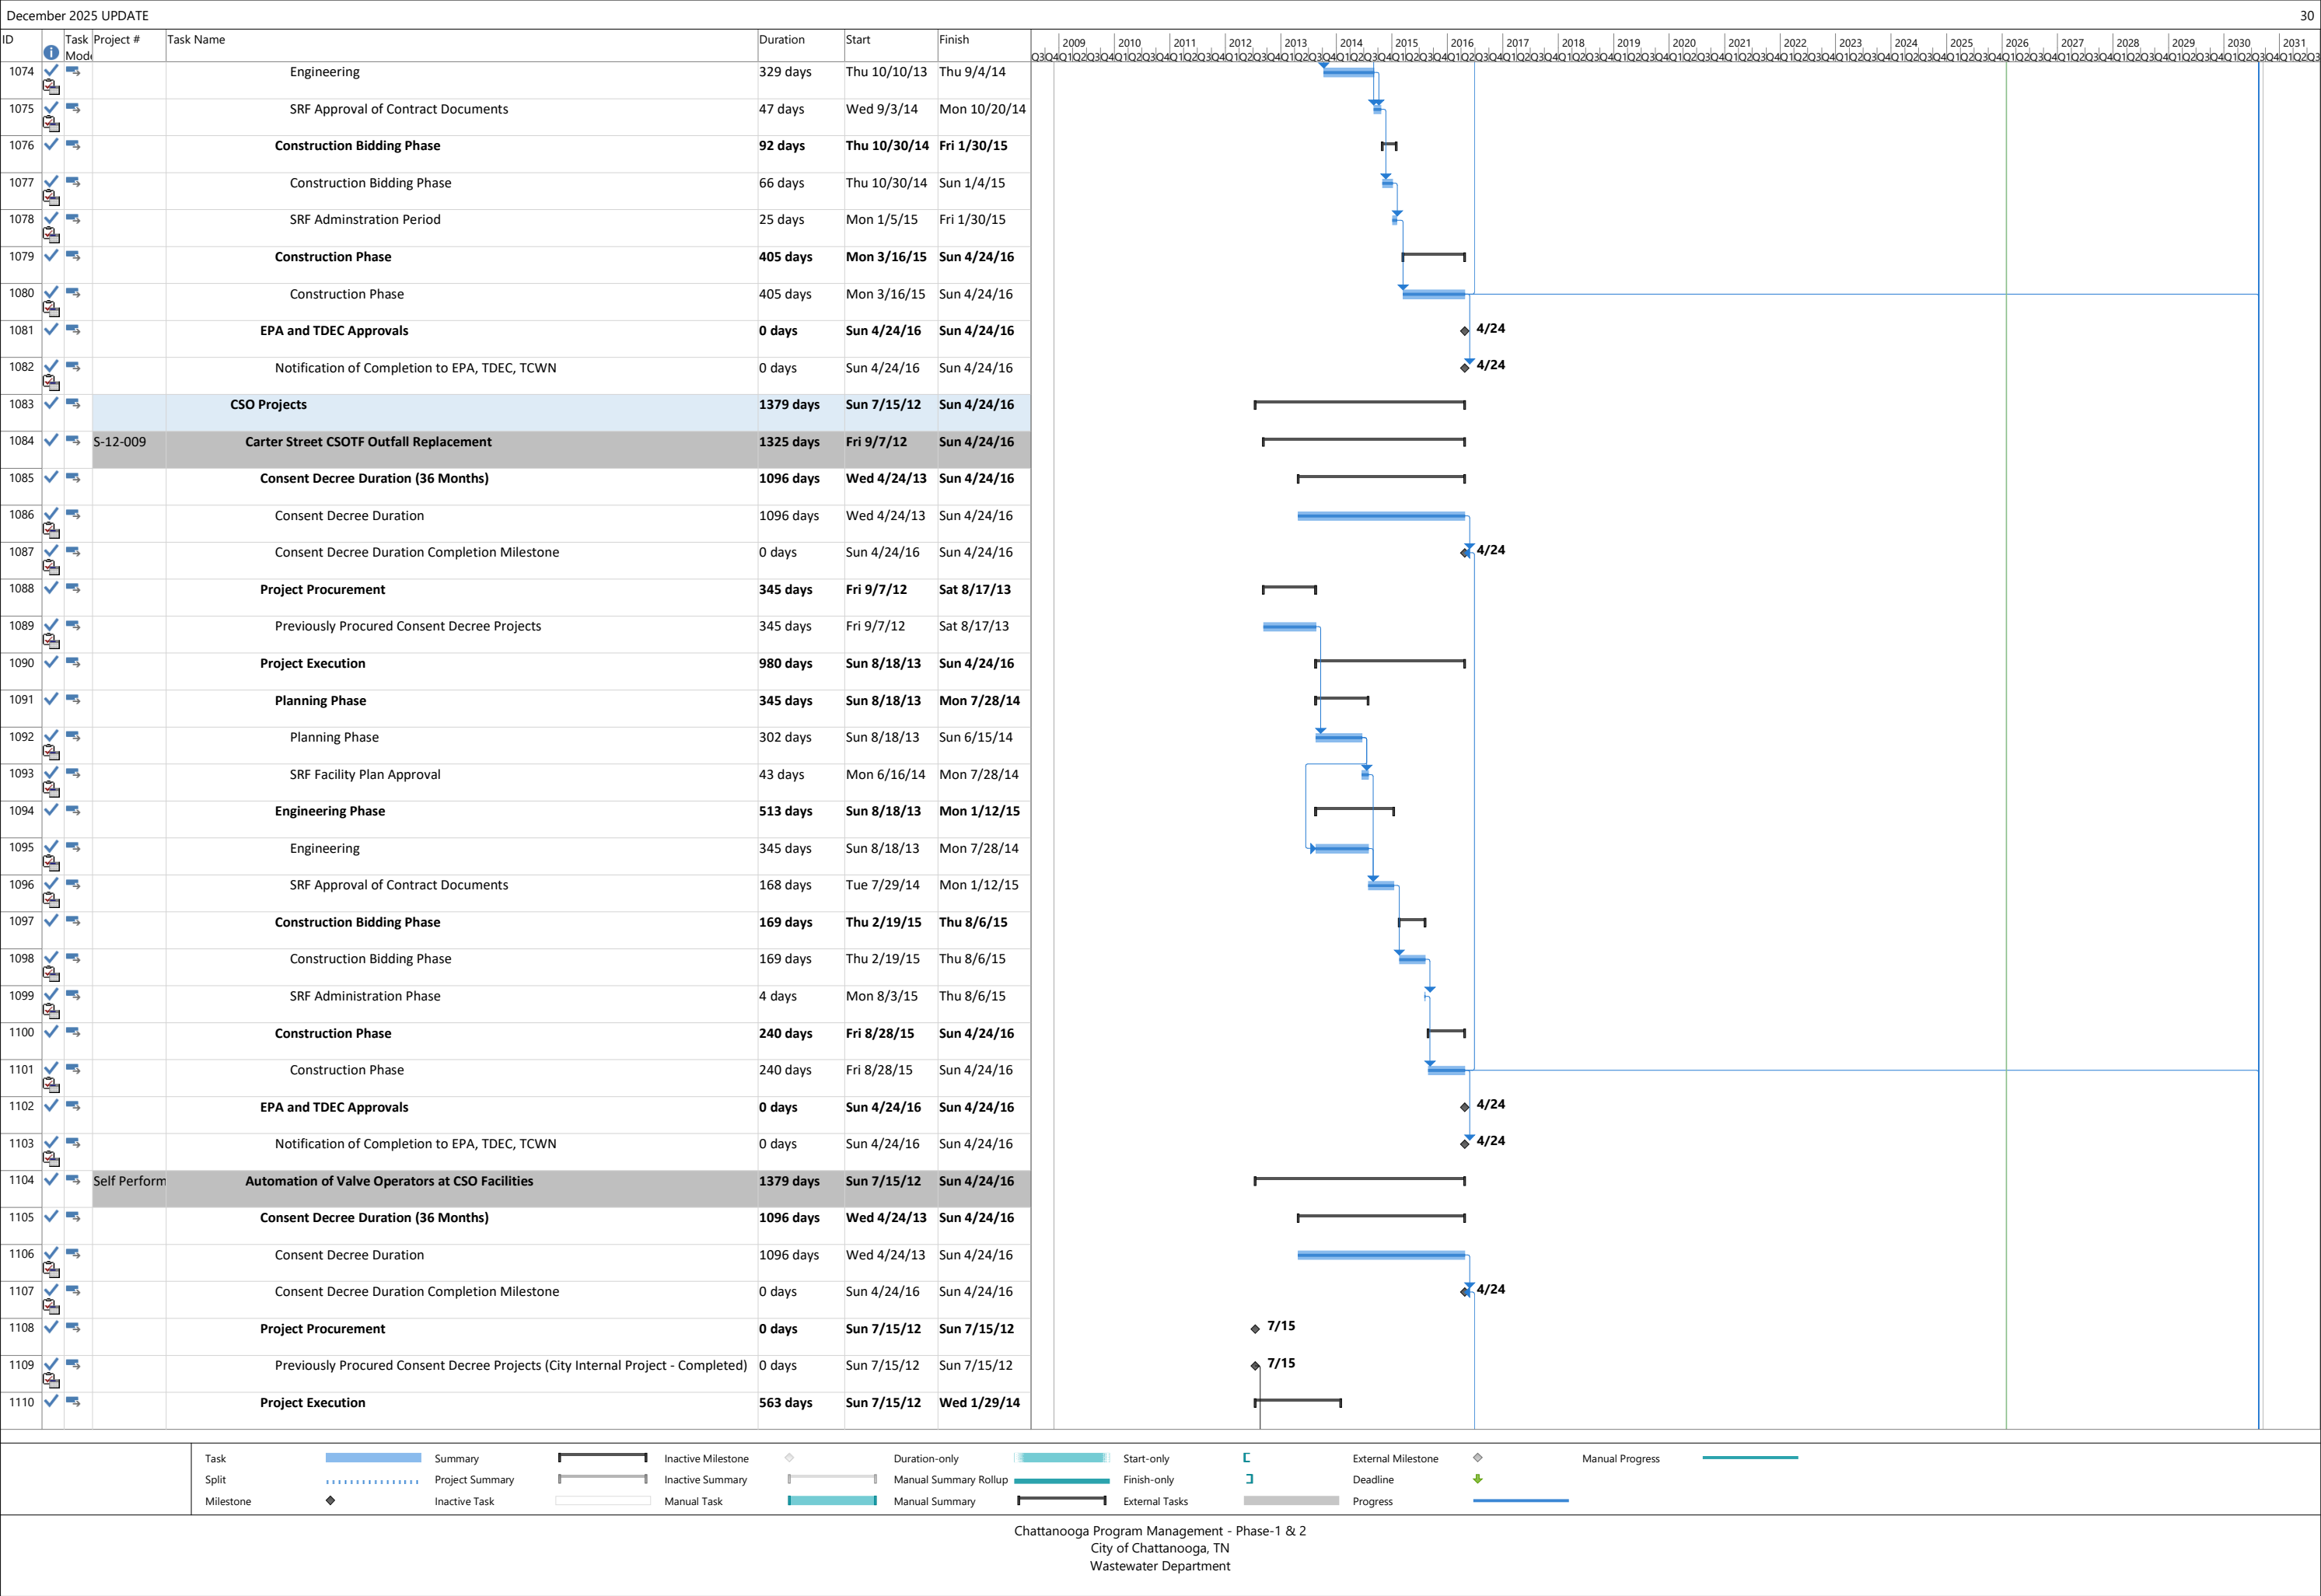 December 2025 UPDATE 30
ID Task Mode Project # Task Name Duration Start Finish
2009 2010 2011 2012 2013 2014 2015 2016 2017 2018 2019 2020 2021 2022 2023 2024 2025 2026 2027 2028 2029 2030 2031
1074 Engineering 329 days Thu 10/10/13 Thu 9/4/14
1075 SRF Approval of Contract Documents 47 days Wed 9/3/14 Mon 10/20/14
1076 Construction Bidding Phase 92 days Thu 10/30/14 Fri 1/30/15
1077 Construction Bidding Phase 66 days Thu 10/30/14 Sun 1/4/15
1078 SRF Adminstration Period 25 days Mon 1/5/15 Fri 1/30/15
1079 Construction Phase 405 days Mon 3/16/15 Sun 4/24/16
1080 Construction Phase 405 days Mon 3/16/15 Sun 4/24/16
1081 EPA and TDEC Approvals 0 days Sun 4/24/16 Sun 4/24/16 4/24
1082 Notification of Completion to EPA, TDEC, TCWN 0 days Sun 4/24/16 Sun 4/24/16 4/24
1083 CSO Projects 1379 days Sun 7/15/12 Sun 4/24/16
1084 S-12-009 Carter Street CSOTF Outfall Replacement 1325 days Fri 9/7/12 Sun 4/24/16
1085 Consent Decree Duration (36 Months) 1096 days Wed 4/24/13 Sun 4/24/16
1086 Consent Decree Duration 1096 days Wed 4/24/13 Sun 4/24/16
1087 Consent Decree Duration Completion Milestone 0 days Sun 4/24/16 Sun 4/24/16 4/24
1088 Project Procurement 345 days Fri 9/7/12 Sat 8/17/13
1089 Previously Procured Consent Decree Projects 345 days Fri 9/7/12 Sat 8/17/13
1090 Project Execution 980 days Sun 8/18/13 Sun 4/24/16
1091 Planning Phase 345 days Sun 8/18/13 Mon 7/28/14
1092 Planning Phase 302 days Sun 8/18/13 Sun 6/15/14
1093 SRF Facility Plan Approval 43 days Mon 6/16/14 Mon 7/28/14
1094 Engineering Phase 513 days Sun 8/18/13 Mon 1/12/15
1095 Engineering 345 days Sun 8/18/13 Mon 7/28/14
1096 SRF Approval of Contract Documents 168 days Tue 7/29/14 Mon 1/12/15
1097 Construction Bidding Phase 169 days Thu 2/19/15 Thu 8/6/15
1098 Construction Bidding Phase 169 days Thu 2/19/15 Thu 8/6/15
1099 SRF Administration Phase 4 days Mon 8/3/15 Thu 8/6/15
1100 Construction Phase 240 days Fri 8/28/15 Sun 4/24/16
1101 Construction Phase 240 days Fri 8/28/15 Sun 4/24/16
1102 EPA and TDEC Approvals 0 days Sun 4/24/16 Sun 4/24/16 4/24
1103 Notification of Completion to EPA, TDEC, TCWN 0 days Sun 4/24/16 Sun 4/24/16 4/24
1104 Self Perform Automation of Valve Operators at CSO Facilities 1379 days Sun 7/15/12 Sun 4/24/16
1105 Consent Decree Duration (36 Months) 1096 days Wed 4/24/13 Sun 4/24/16
1106 Consent Decree Duration 1096 days Wed 4/24/13 Sun 4/24/16
1107 Consent Decree Duration Completion Milestone 0 days Sun 4/24/16 Sun 4/24/16 4/24
1108 Project Procurement 0 days Sun 7/15/12 Sun 7/15/12 7/15
1109 Previously Procured Consent Decree Projects (City Internal Project - Completed) 0 days Sun 7/15/12 Sun 7/15/12 7/15
1110 Project Execution 563 days Sun 7/15/12 Wed 1/29/14
Task Summary Inactive Milestone Duration-only Start-only External Milestone Manual Progress
Split Project Summary Inactive Summary Manual Summary Rollup Finish-only Deadline
Milestone Inactive Task Manual Task Manual Summary External Tasks Progress
Chattanooga Program Management - Phase-1 & 2
City of Chattanooga, TN
Wastewater Department